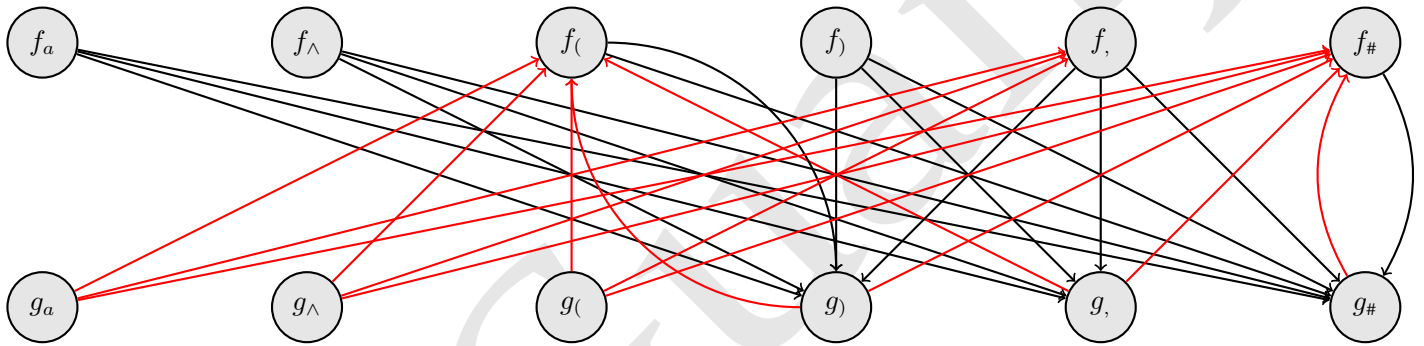 f_a f_∧ f_( f_) f_, f_#
g_a g_∧ g_( g_) g_, g_#